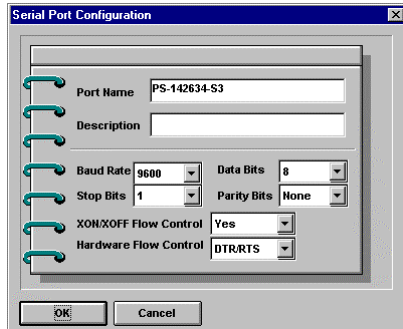 Serial Port Configuration
Port Name PS-142634-S3
Description
Baud Rate 9600 Data Bits 8
Stop Bits 1 Parity Bits None
XON/XOFF Flow Control Yes
Hardware Flow Control DTR/RTS
OK Cancel